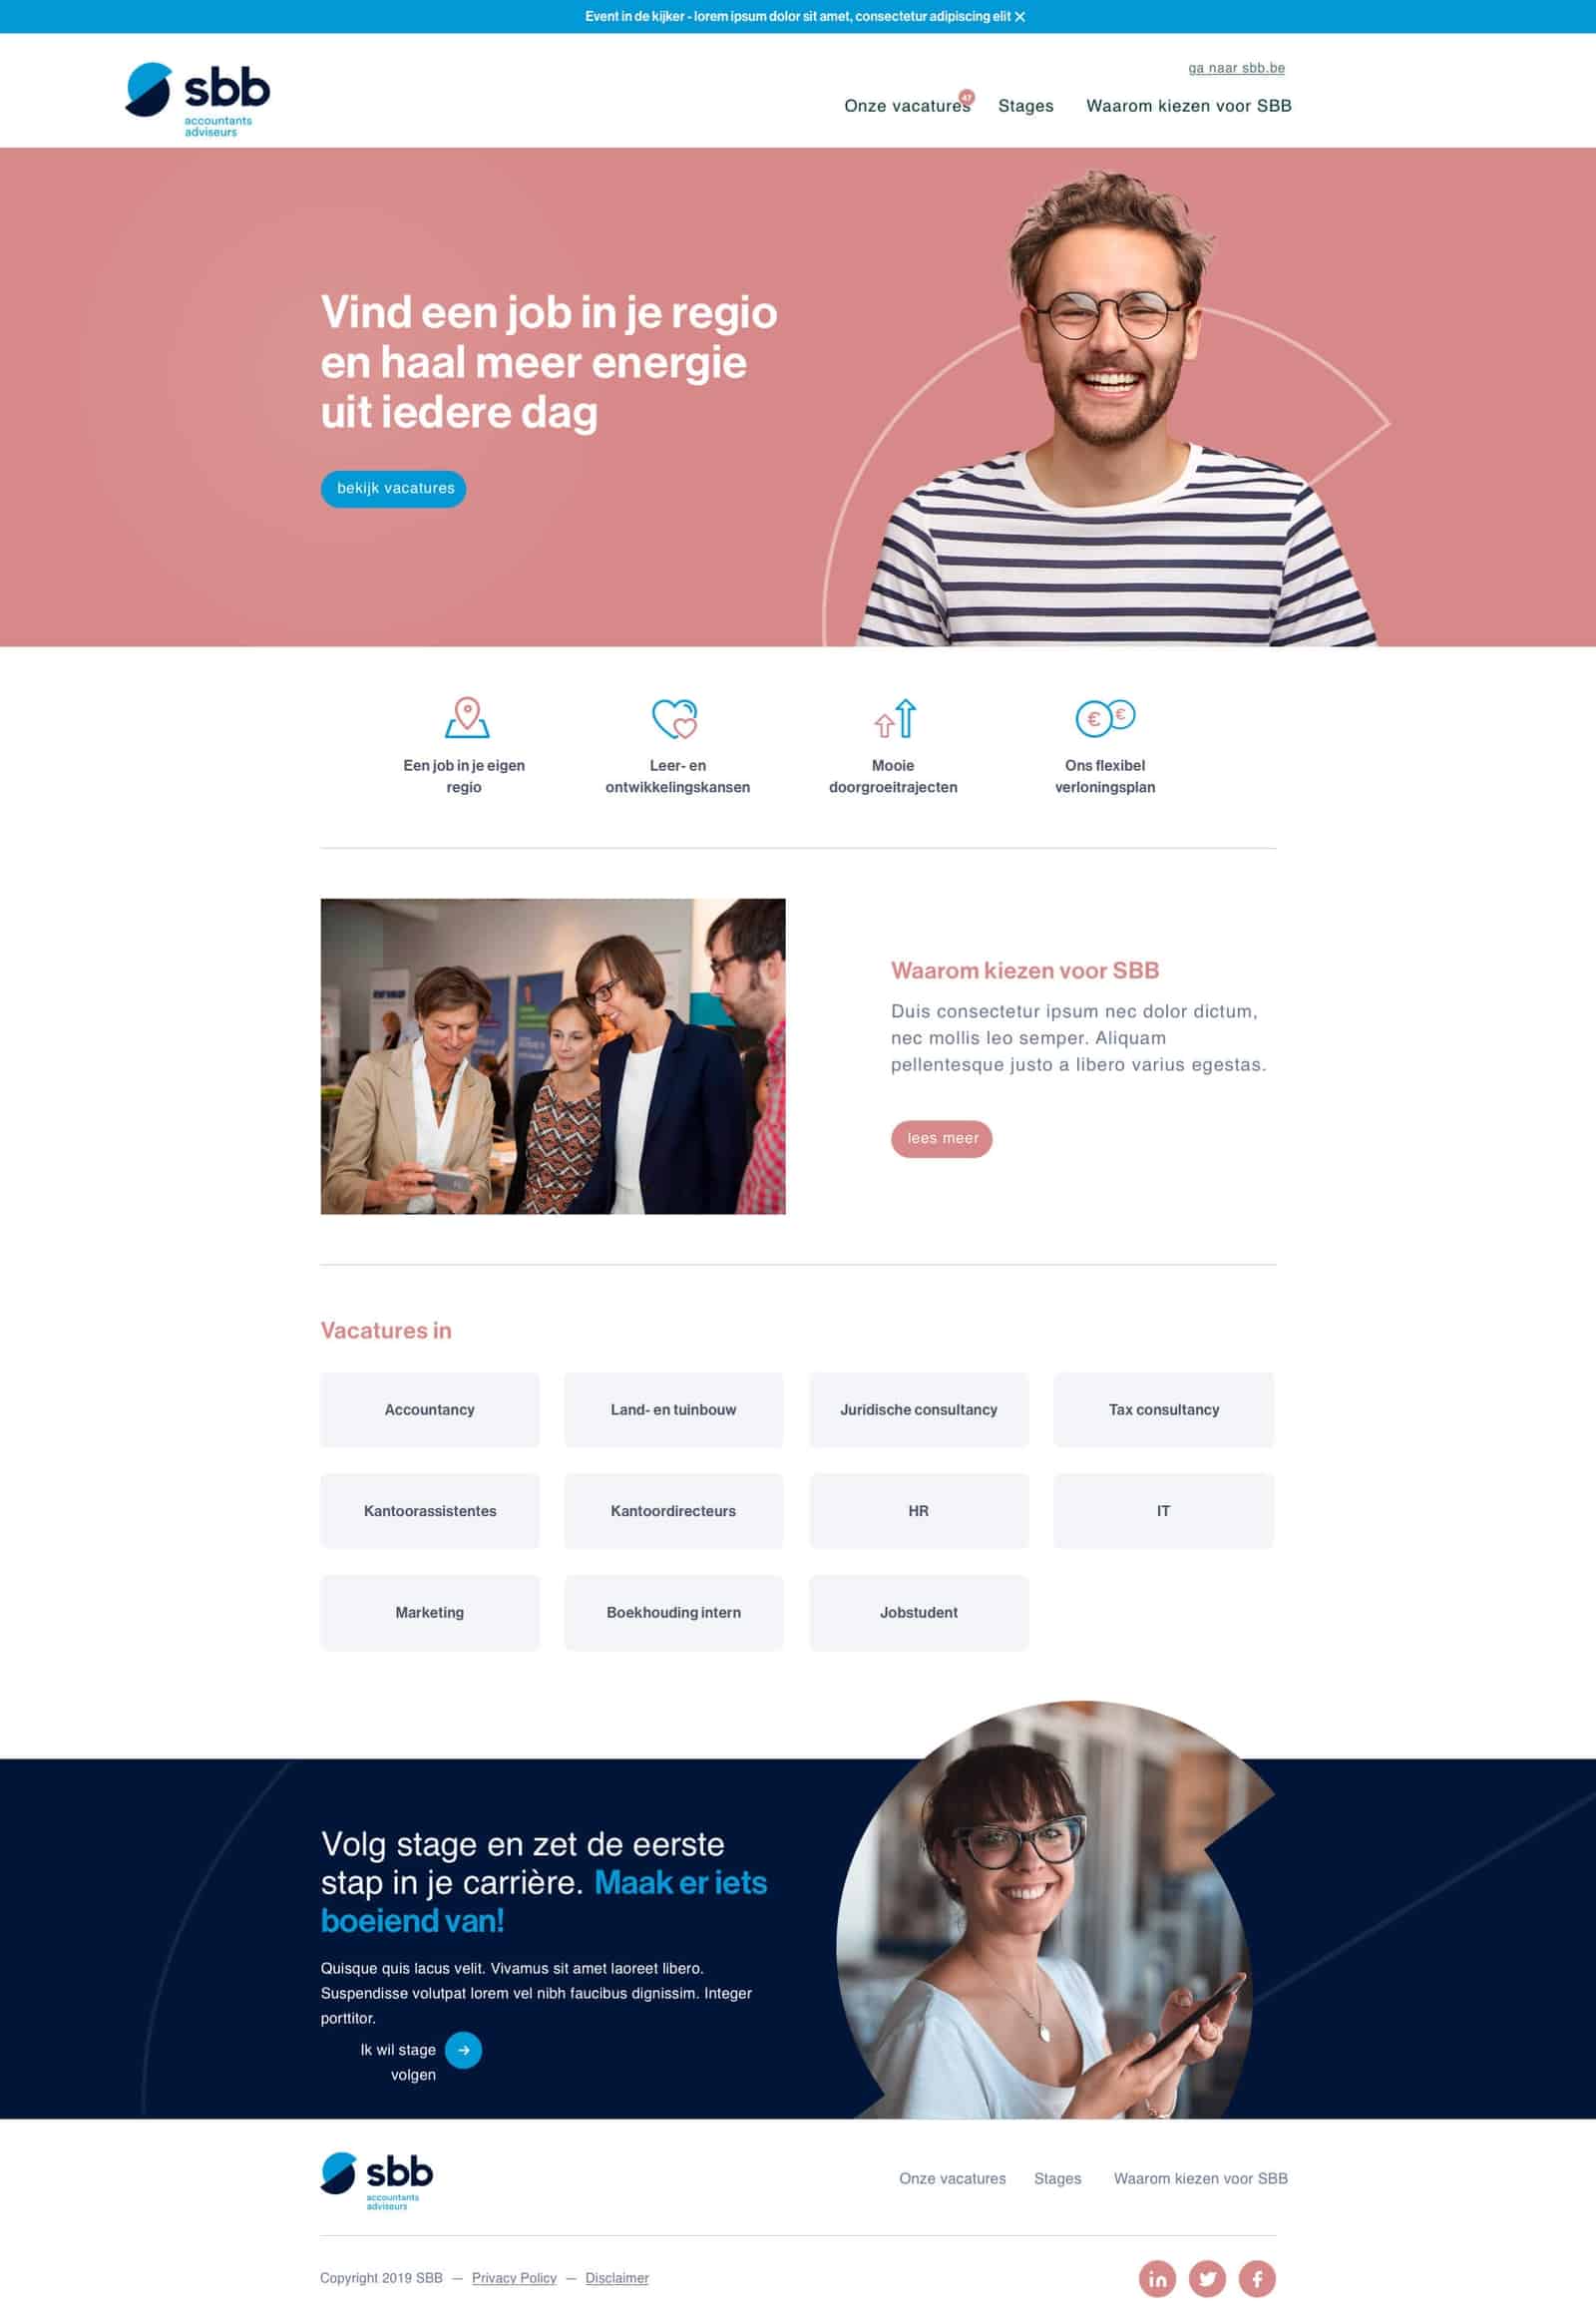 Event in de kijker - lorem ipsum dolor sit amet, consectetur adipiscing elit
ga naar sbb.be
sbb
accountants
adviseurs
Onze vacatures 47 Stages Waarom kiezen voor SBB
Vind een job in je regio
en haal meer energie
uit iedere dag
bekijk vacatures
Een job in je eigen
regio
Leer- en
ontwikkelingskansen
Mooie
doorgroeitrajecten
€ €
Ons flexibel
verloningsplan
Waarom kiezen voor SBB
Duis consectetur ipsum nec dolor dictum,
nec mollis leo semper. Aliquam
pellentesque justo a libero varius egestas.
lees meer
Vacatures in
Accountancy Land- en tuinbouw Juridische consultancy Tax consultancy
Kantoorassistentes Kantoordirecteurs HR IT
Marketing Boekhouding intern Jobstudent
Volg stage en zet de eerste
stap in je carrière. Maak er iets
boeiend van!
Quisque quis lacus velit. Vivamus sit amet laoreet libero.
Suspendisse volutpat lorem vel nibh faucibus dignissim. Integer
porttitor.
Ik wil stage
volgen
sbb
accountants
adviseurs
Onze vacatures Stages Waarom kiezen voor SBB
Copyright 2019 SBB — Privacy Policy — Disclaimer
in f